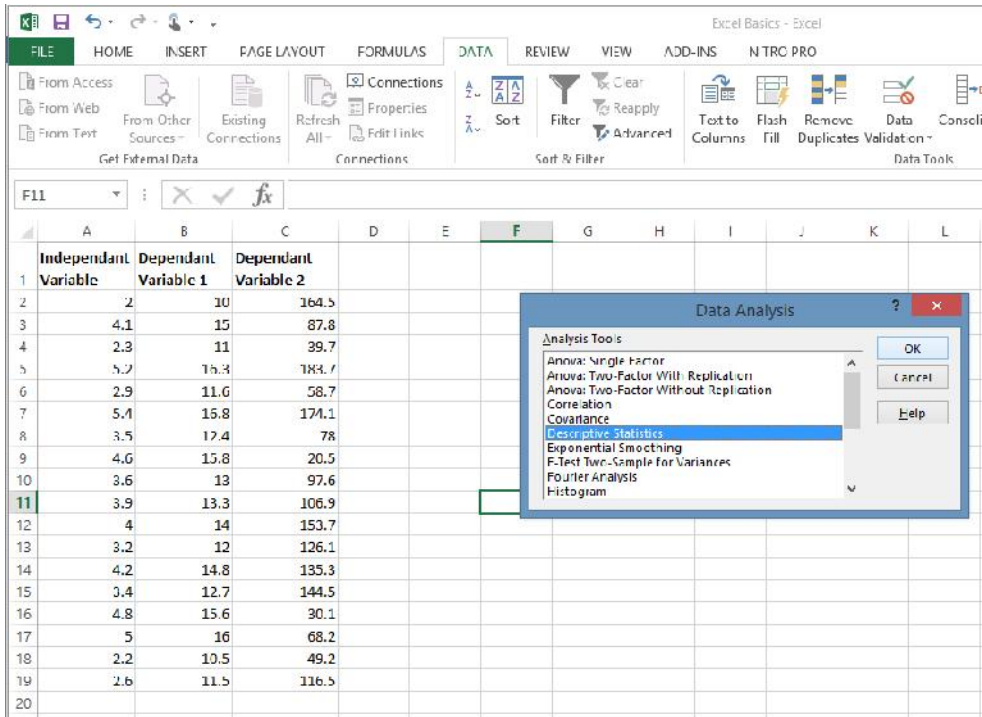 Excel Basics - Excel
FILE HOME INSERT PAGE LAYOUT FORMULAS DATA REVIEW VIEW ADD-INS NITRO PRO
From Access
From Web
From Text
From Other Sources
Existing Connections
Get External Data
Refresh All
Connections
Properties
Edit Links
Connections
Sort
Filter
Clear
Reapply
Advanced
Sort & Filter
Text to Columns
Flash Fill
Remove Duplicates
Data Validation
Consoli
Data Tools
F11
fx
A B C D E F G H I J K L
1 Independant Variable Dependant Variable 1 Dependant Variable 2
2 2 10 164.5
3 4.1 15 87.8
4 2.3 11 39.7
5 5.2 16.3 183.7
6 2.9 11.6 58.7
7 5.4 16.8 174.1
8 3.5 12.4 78
9 4.6 15.8 20.5
10 3.6 13 97.6
11 3.9 13.3 106.9
12 4 14 153.7
13 3.2 12 126.1
14 4.2 14.8 135.3
15 3.4 12.7 144.5
16 4.8 15.6 30.1
17 5 16 68.2
18 2.2 10.5 49.2
19 2.6 11.5 116.5
20
Data Analysis ?
Analysis Tools
Anova: Single Factor
Anova: Two-Factor With Replication
Anova: Two-Factor Without Replication
Correlation
Covariance
Descriptive Statistics
Exponential Smoothing
F-Test Two-Sample for Variances
Fourier Analysis
Histogram
OK
Cancel
Help